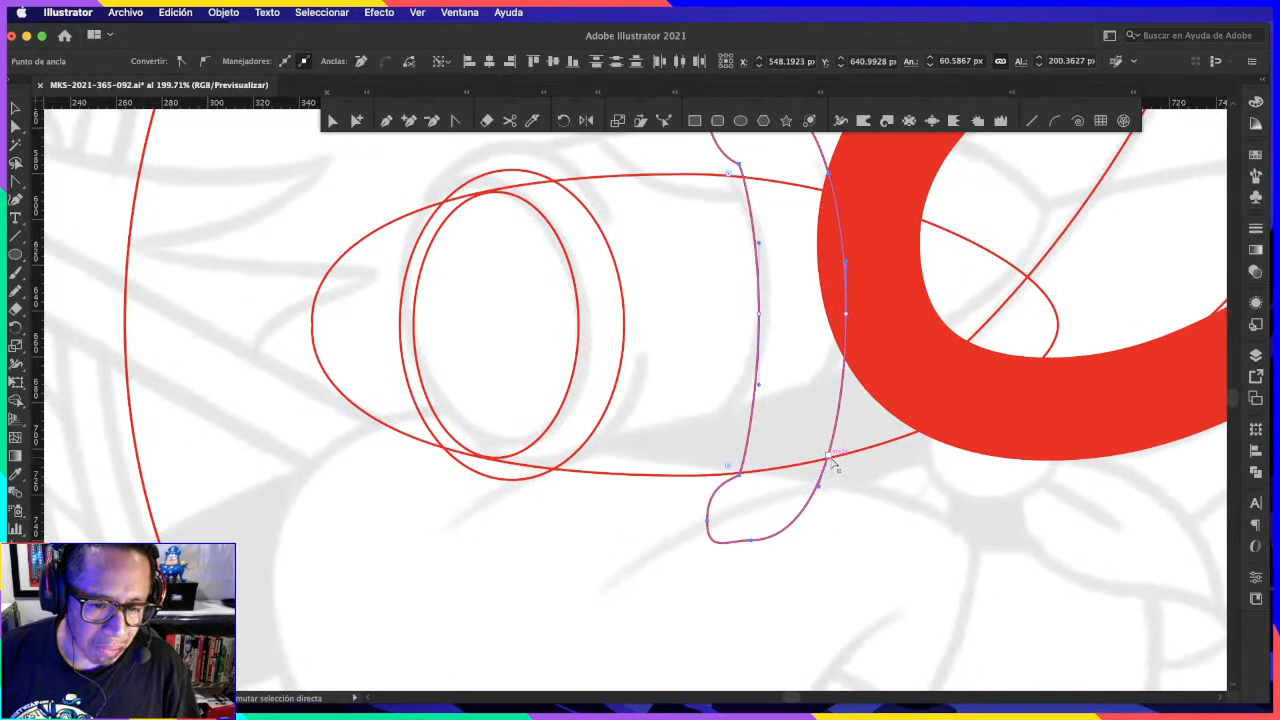 Illustrator Archivo Edición Objeto Texto Seleccionar Efecto Ver Ventana Ayuda
Adobe Illustrator 2021
Buscar en Ayuda de Adobe
Punto de ancla Convertir: Manejadores: Anclas: X: 548.1923 p Y: 640.9928 p An.: 60.5867 px Al.: 200.3627 px
× MKS-2021-365-092.ai* al 199.71% (RGB/Previsualizar)
240 260 280 300 320 340 720
mutar selección directa